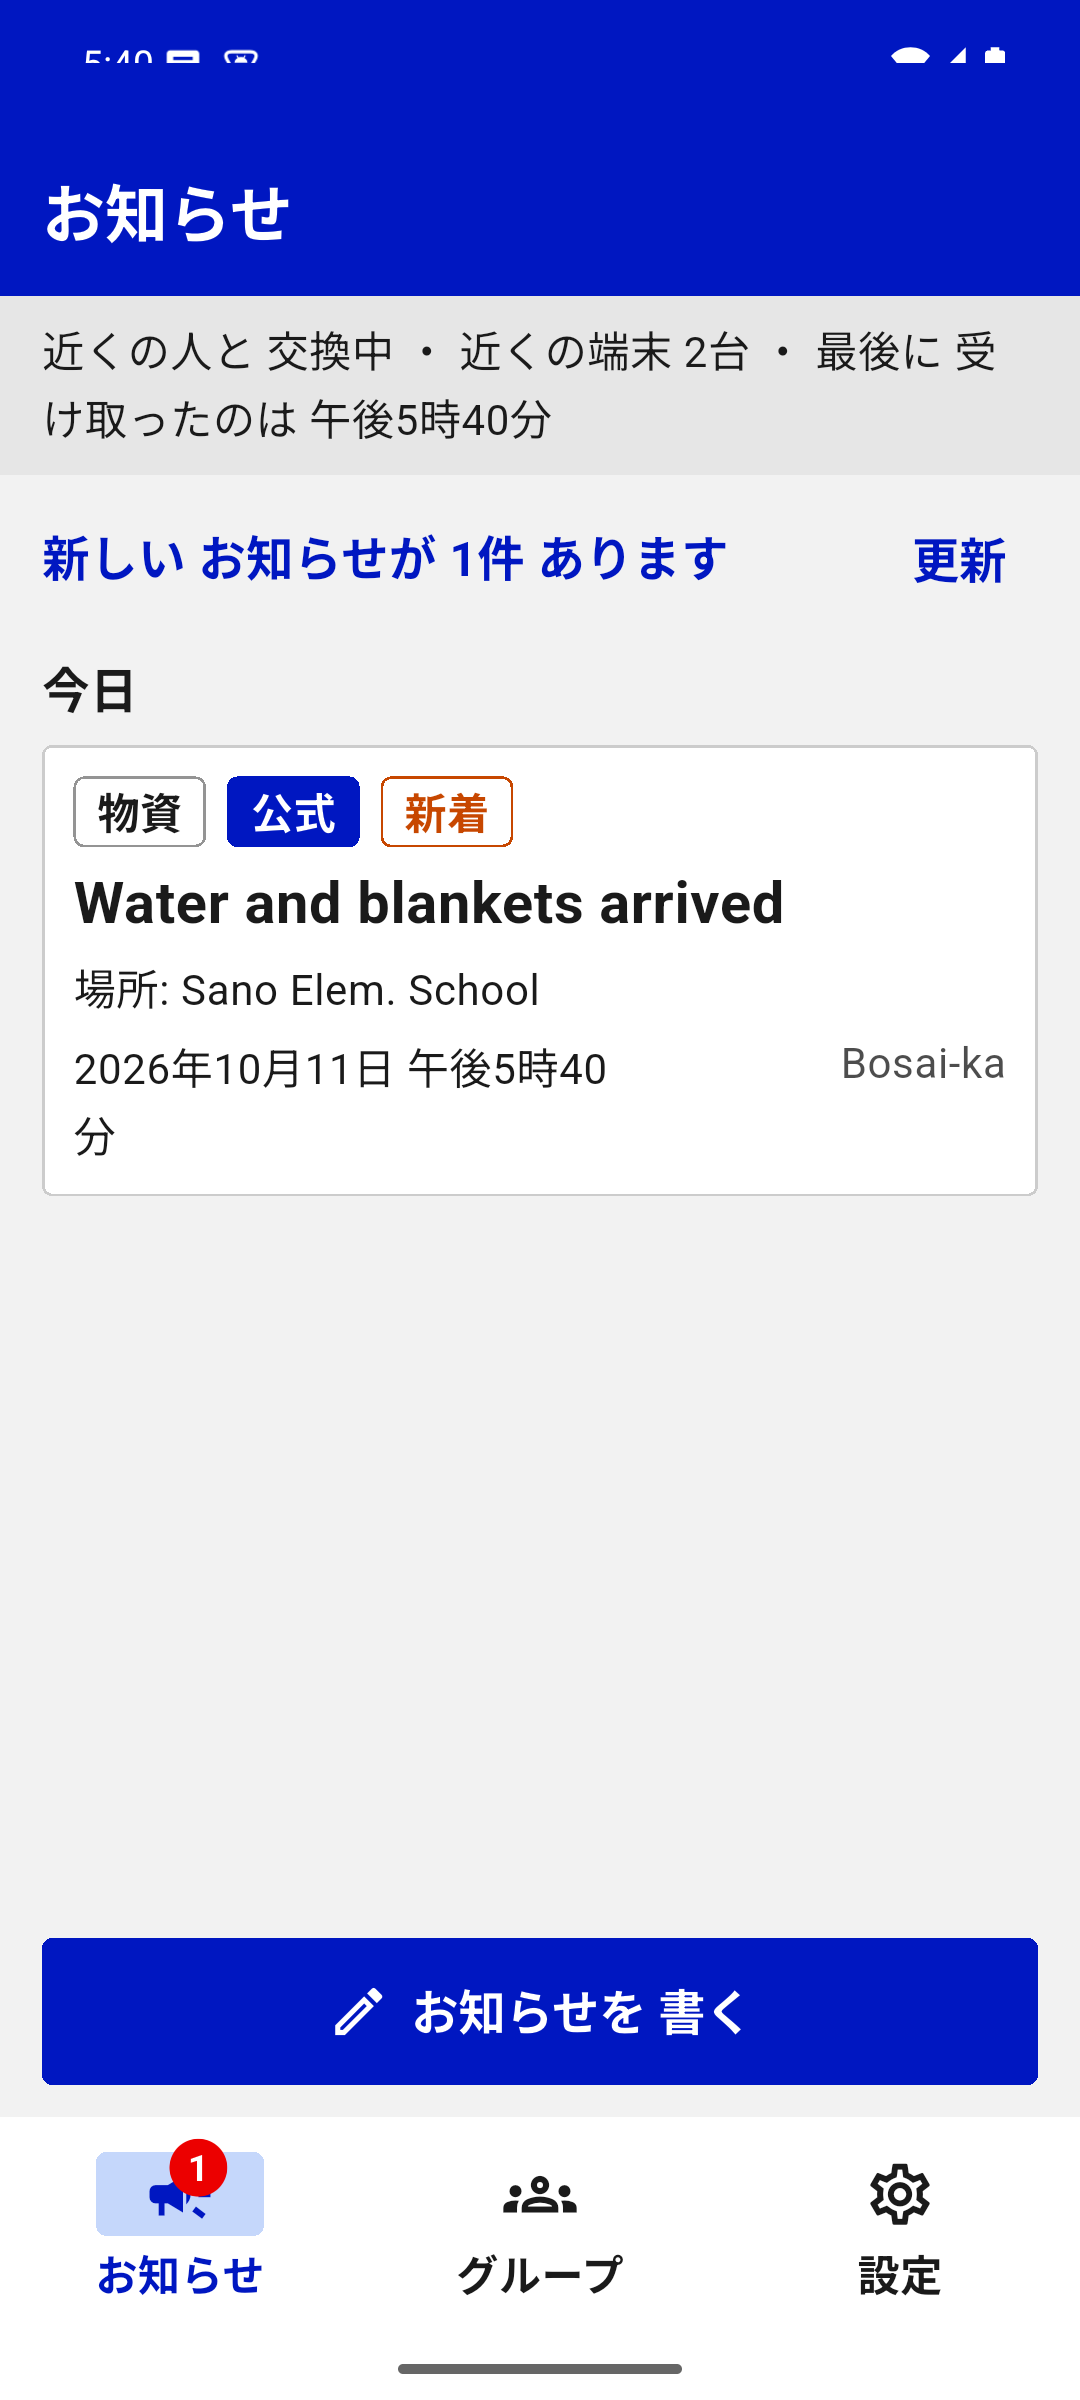 お知らせ
近くの人と 交換中 ・ 近くの端末 2台 ・ 最後に 受
け取ったのは 午後5時40分
新しい お知らせが 1件 あります
更新
今日
物資 公式 新着
Water and blankets arrived
場所: Sano Elem. School
2026年10月11日 午後5時40
分
Bosai-ka
お知らせを 書く
1
お知らせ
グループ
設定